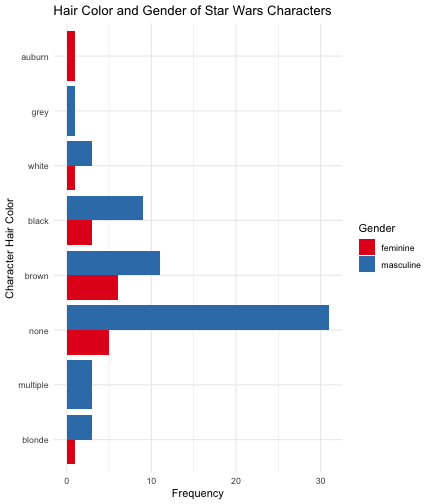 Hair Color and Gender of Star Wars Characters
Character Hair Color
auburn
grey
white
black
brown
none
multiple
blonde
0
10
20
30
Frequency
Gender
feminine
masculine